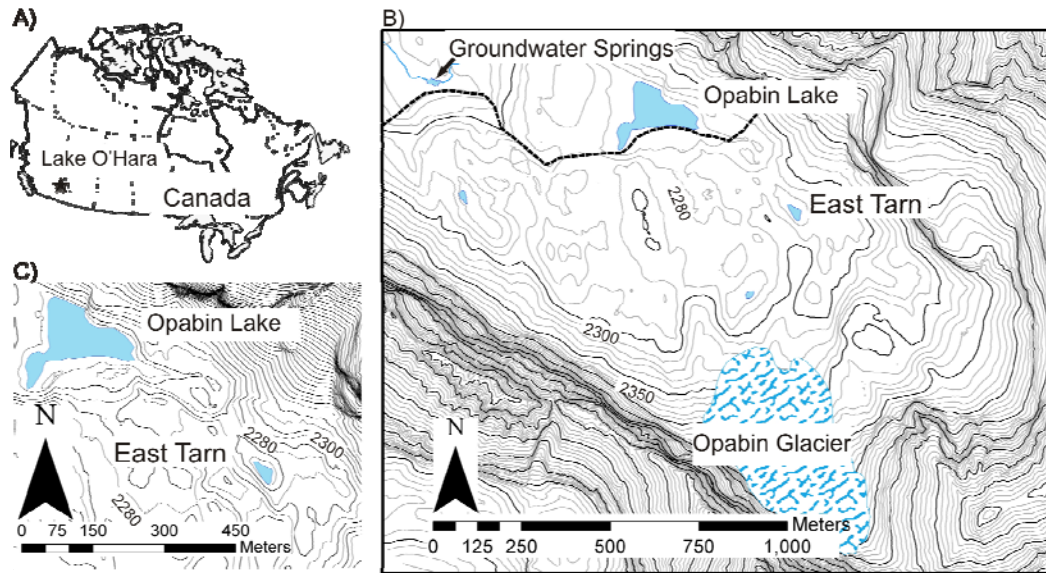 A)
Lake O'Hara
Canada
B)
Groundwater Springs
Opabin Lake
2280
East Tarn
2300
2350
Opabin Glacier
N
0 125 250 500 750 1,000
Meters
C)
Opabin Lake
N
East Tarn
2280
2300
2280
0 75 150 300 450
Meters